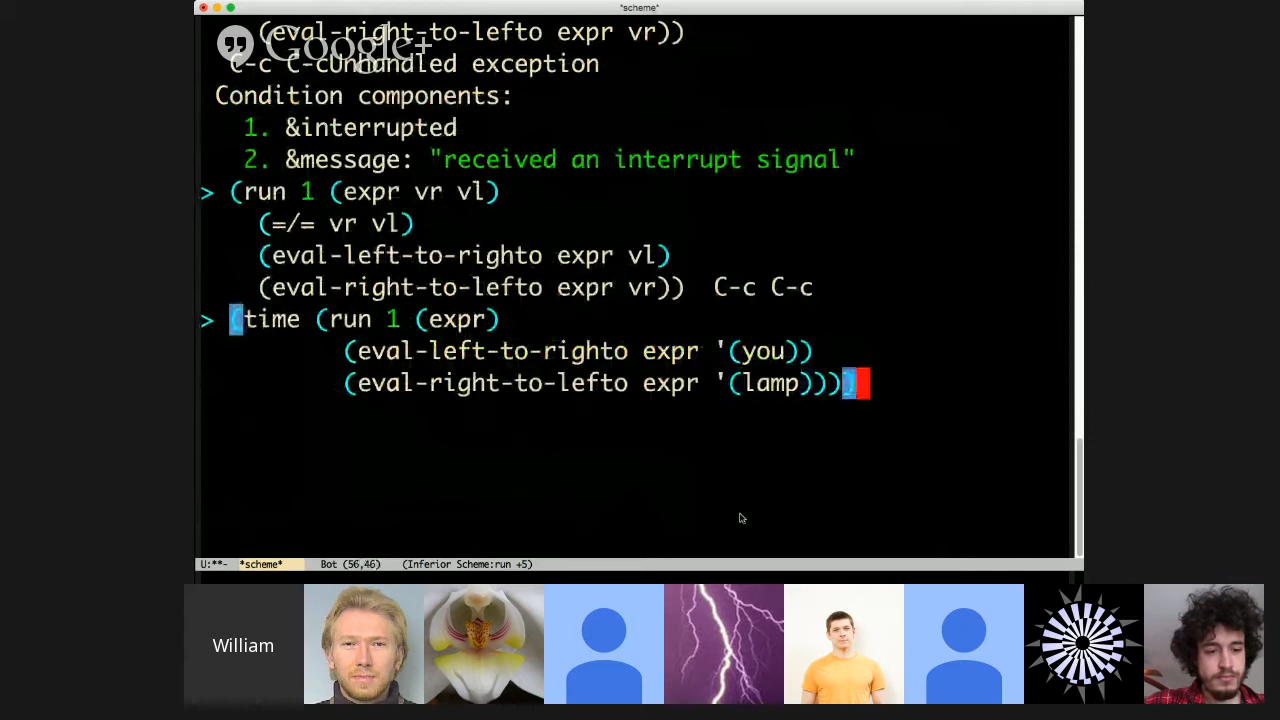 *scheme*
(eval-right-to-lefto expr vr))
Google+
C-c C-cUnhandled exception
Condition components:
1. &interrupted
2. &message: "received an interrupt signal"
> (run 1 (expr vr vl)
(=/= vr vl)
(eval-left-to-righto expr vl)
(eval-right-to-lefto expr vr))  C-c C-c
> (time (run 1 (expr)
(eval-left-to-righto expr '(you))
(eval-right-to-lefto expr '(lamp))))
U:**-  *scheme*  Bot (56,46)  (Inferior Scheme:run +5)
William